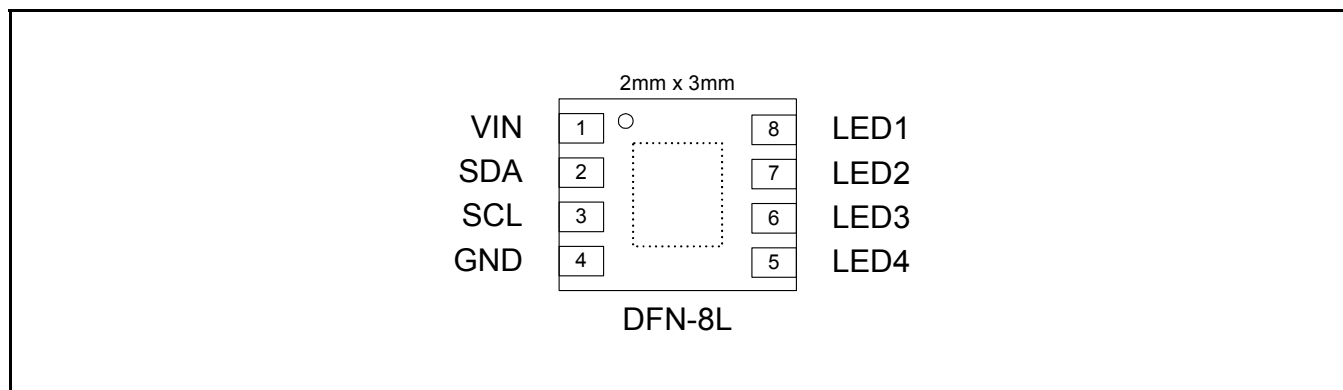 2mm x 3mm
VIN 1 8 LED1
SDA 2 7 LED2
SCL 3 6 LED3
GND 4 5 LED4
DFN-8L